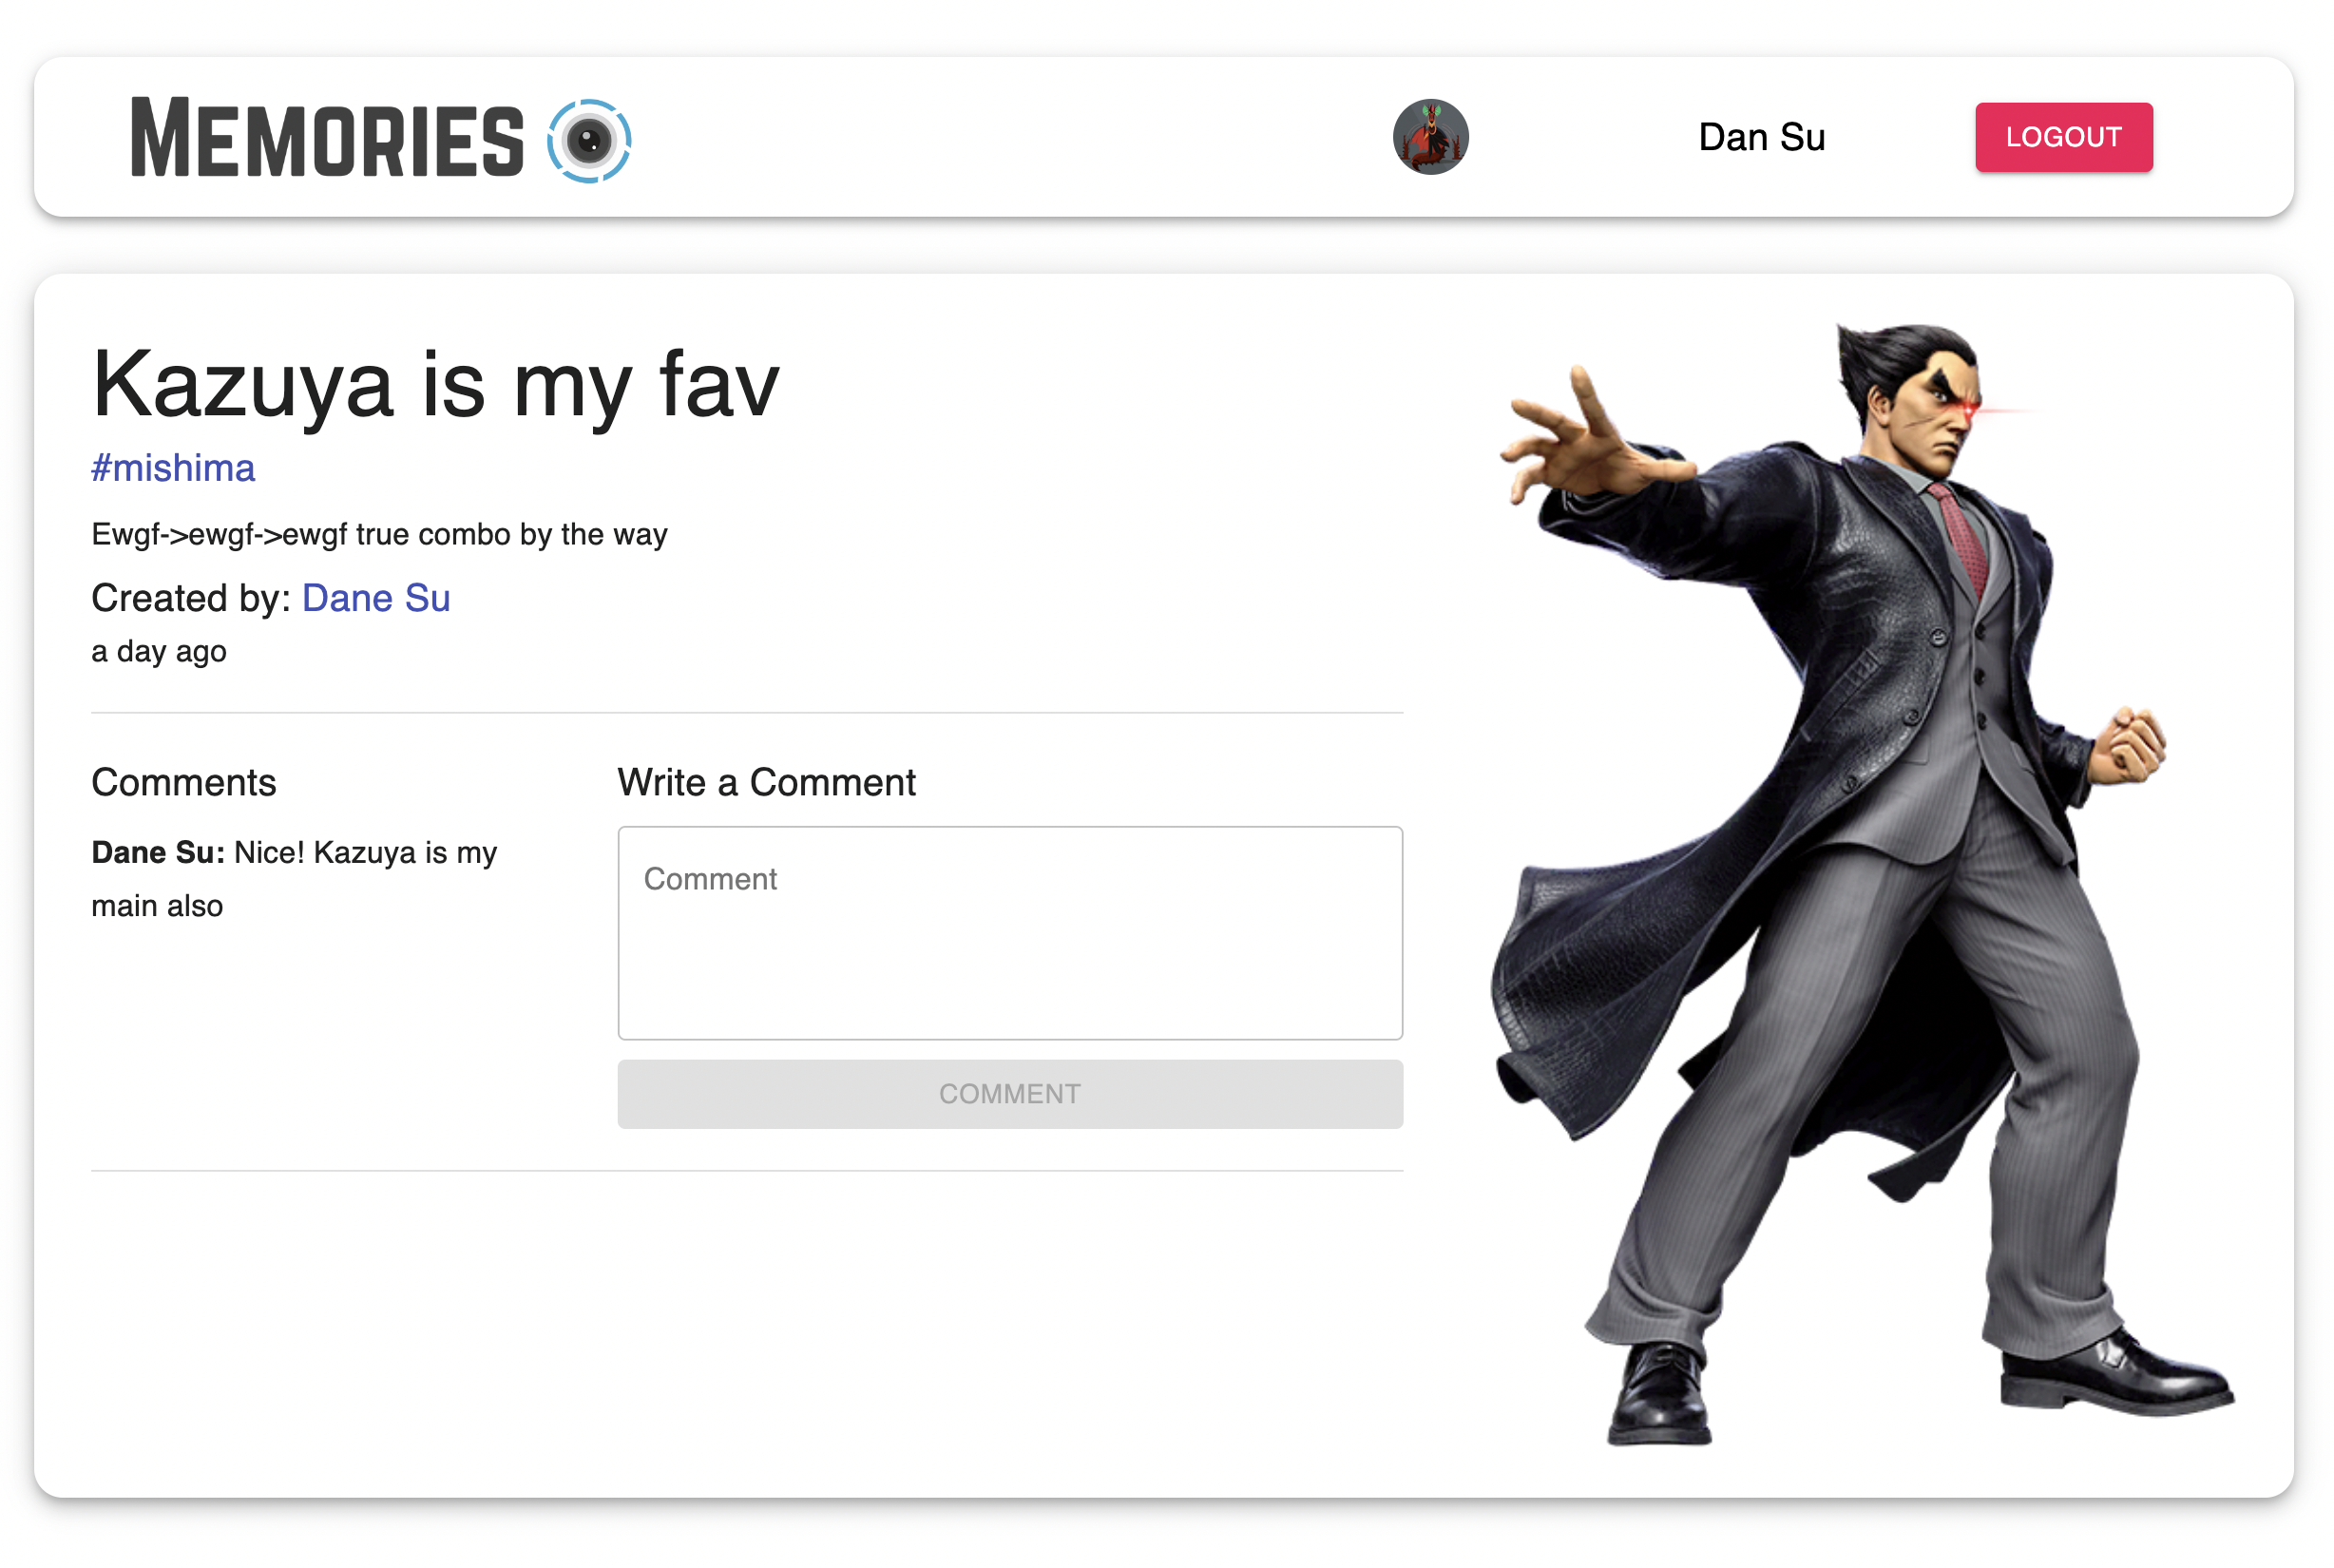 MEMORIES
Dan Su
LOGOUT
Kazuya is my fav
#mishima
Ewgf->ewgf->ewgf true combo by the way
Created by: Dane Su
a day ago
Comments
Dane Su: Nice! Kazuya is my
main also
Write a Comment
Comment
COMMENT